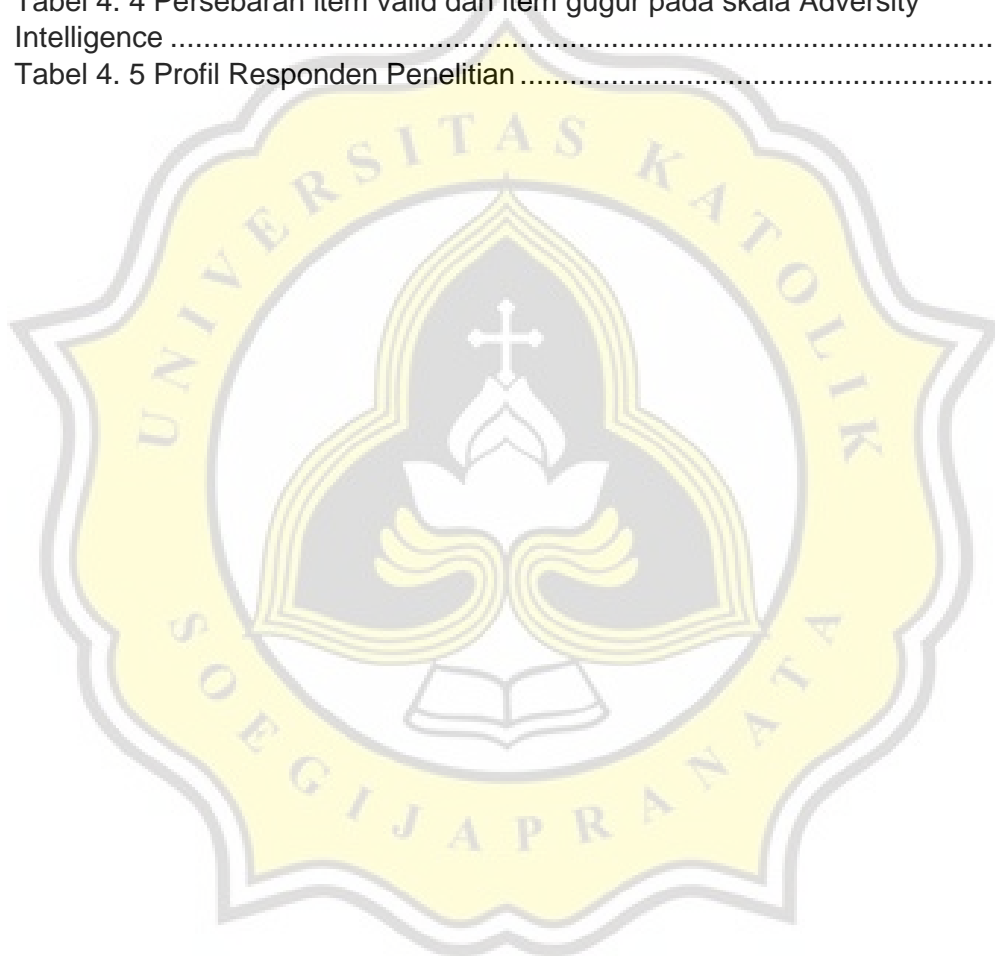 Tabel 4. 4 Persebaran item valid dan item gugur pada skala Adversity
Intelligence ....................................................................................................
Tabel 4. 5 Profil Responden Penelitian ..........................................................
UNIVERSITAS KATOLIK
SOEGIJAPRANATA